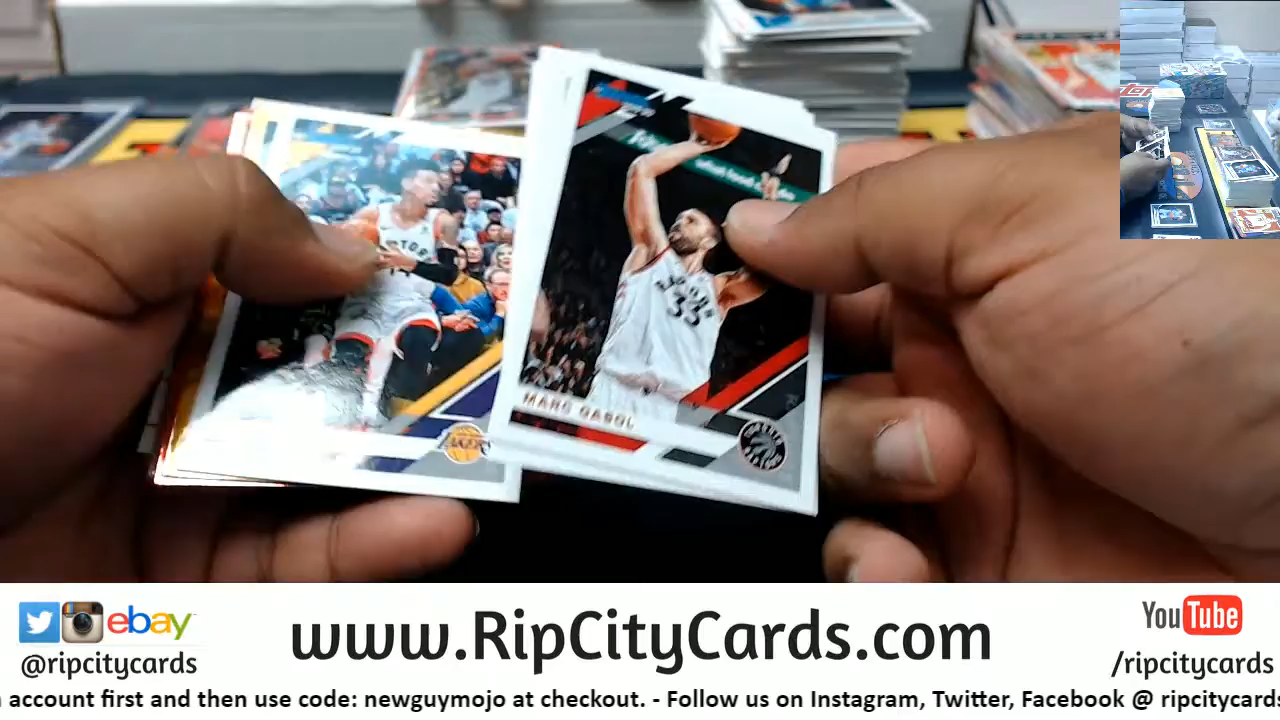 33
MARC GASOL
ebay
@ripcitycards
www.RipCityCards.com
YouTube
/ripcitycards
account first and then use code: newguymojo at checkout. - Follow us on Instagram, Twitter, Facebook @ ripcitycards